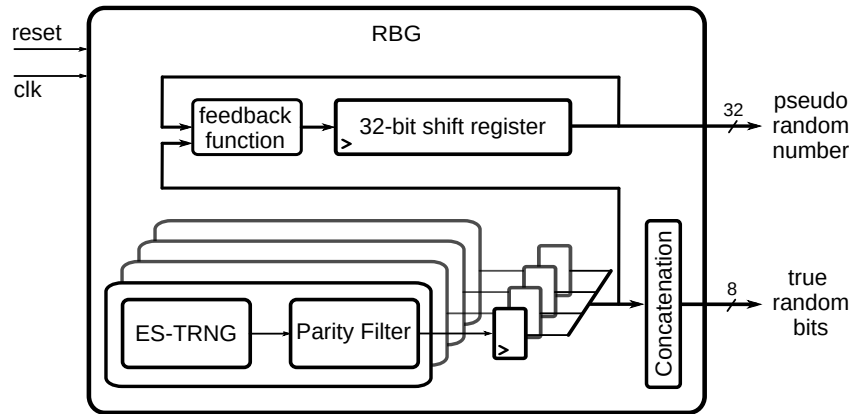 reset
clk
RBG
feedback
function
32-bit shift register
32
pseudo
random
number
ES-TRNG
Parity Filter
Concatenation
8
true
random
bits